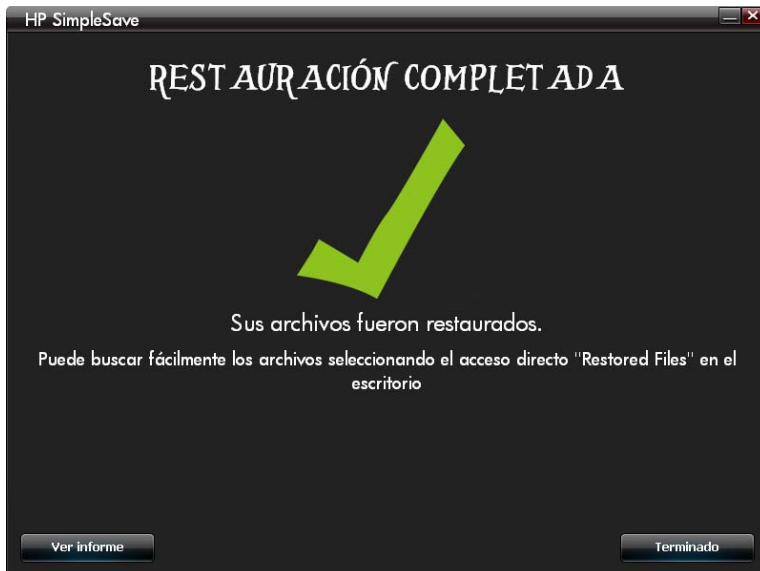 HP SimpleSave
RESTAURACIÓN COMPLETADA
Sus archivos fueron restaurados.
Puede buscar fácilmente los archivos seleccionando el acceso directo "Restored Files" en el
escritorio
Ver informe
Terminado